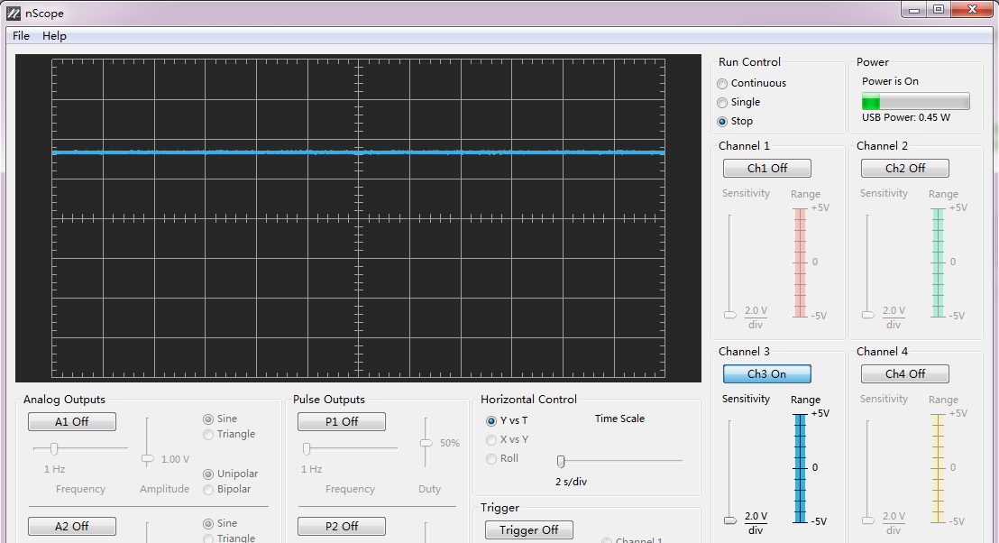 nScope
File Help
Run Control
Continuous
Single
Stop
Power
Power is On
USB Power: 0.45 W
Channel 1
Ch1 Off
Sensitivity Range
+5V
0
-5V
2.0 V
div
Channel 2
Ch2 Off
Sensitivity Range
+5V
0
-5V
2.0 V
div
Channel 3
Ch3 On
Sensitivity Range
+5V
0
-5V
2.0 V
div
Channel 4
Ch4 Off
Sensitivity Range
+5V
0
-5V
2.0 V
div
Analog Outputs
A1 Off
Sine
Triangle
1.00 V
1 Hz
Unipolar
Bipolar
Frequency Amplitude
A2 Off
Sine
Triangle
Pulse Outputs
P1 Off
50%
1 Hz
Frequency Duty
P2 Off
Horizontal Control
Y vs T
X vs Y
Roll
Time Scale
2 s/div
Trigger
Trigger Off
Channel 1